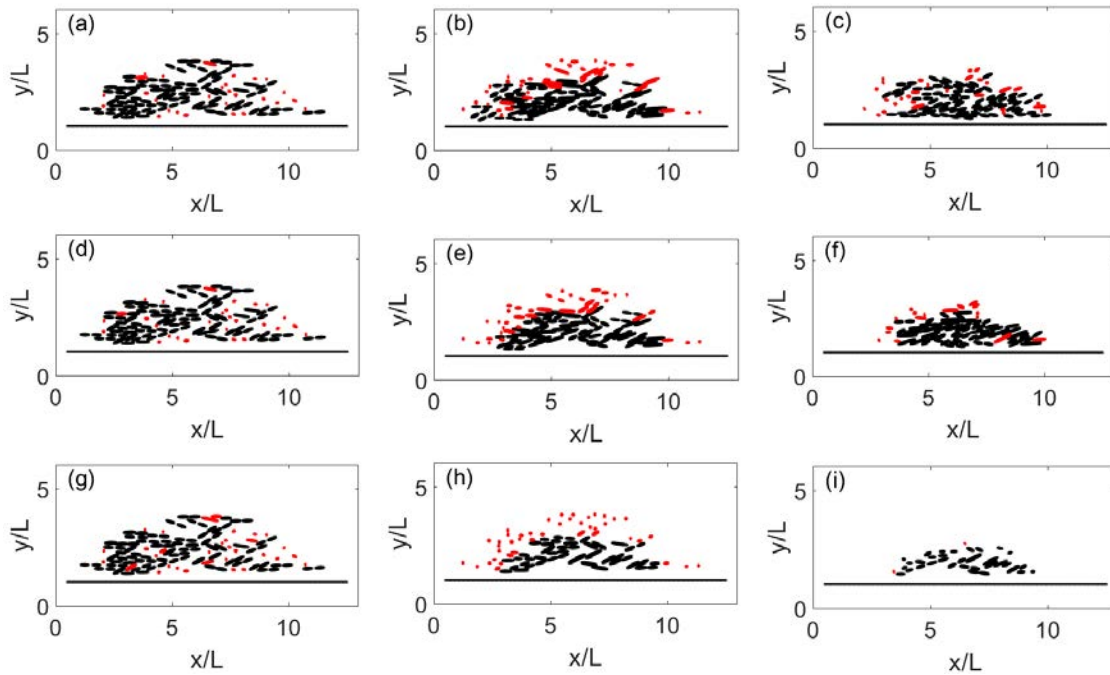 (a) (b) (c)
5 5 5
y/L y/L y/L
0 0 0
0 5 10 0 5 10 0 5 10
x/L x/L x/L
(d) (e) (f)
5 5 5
y/L y/L y/L
0 0 0
0 5 10 0 5 10 0 5 10
x/L x/L x/L
(g) (h) (i)
5 5 5
y/L y/L y/L
0 0 0
0 5 10 0 5 10 0 5 10
x/L x/L x/L